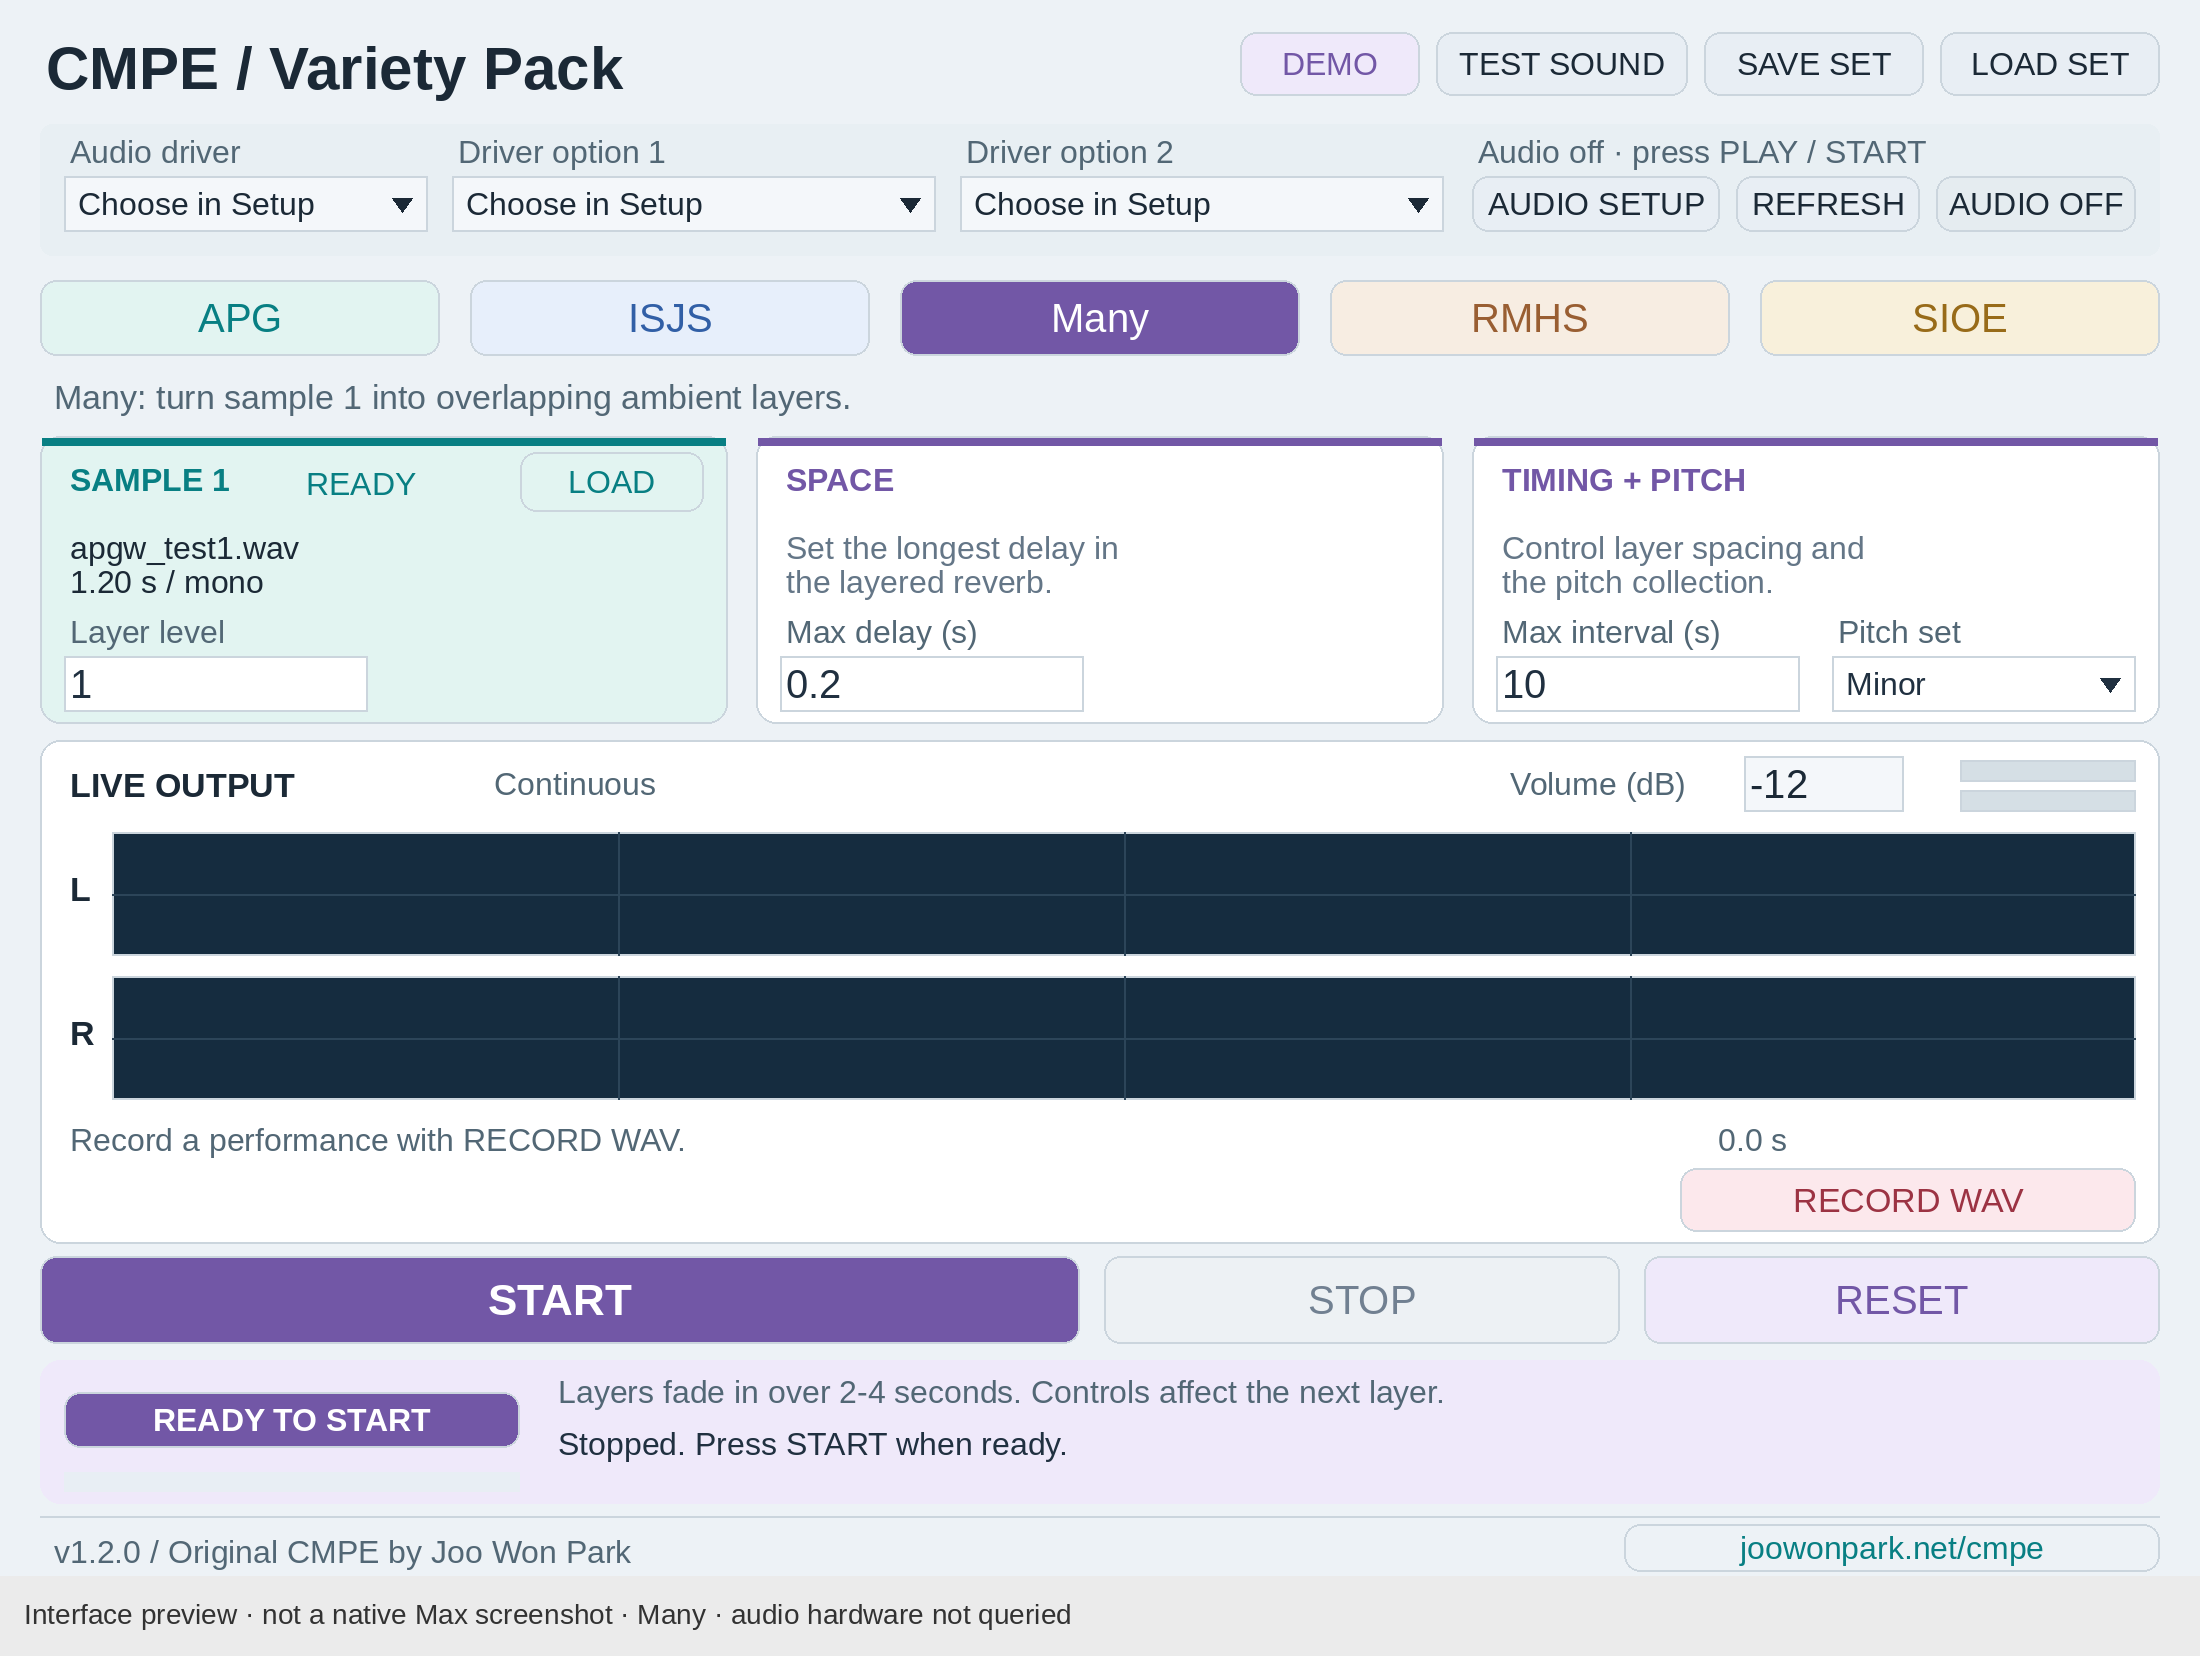 CMPE / Variety Pack
DEMO
TEST SOUND
SAVE SET
LOAD SET
Audio driver
Driver option 1
Driver option 2
Audio off · press PLAY / START
Choose in Setup
Choose in Setup
Choose in Setup
AUDIO SETUP
REFRESH
AUDIO OFF
APG
ISJS
Many
RMHS
SIOE
Many: turn sample 1 into overlapping ambient layers.
SAMPLE 1
READY
LOAD
apgw_test1.wav
1.20 s / mono
Layer level
1
SPACE
Set the longest delay in
the layered reverb.
Max delay (s)
0.2
TIMING + PITCH
Control layer spacing and
the pitch collection.
Max interval (s)
Pitch set
10
Minor
LIVE OUTPUT
Continuous
Volume (dB)
-12
L
R
Record a performance with RECORD WAV.
0.0 s
RECORD WAV
START
STOP
RESET
READY TO START
Layers fade in over 2-4 seconds. Controls affect the next layer.
Stopped. Press START when ready.
v1.2.0 / Original CMPE by Joo Won Park
joowonpark.net/cmpe
Interface preview · not a native Max screenshot · Many · audio hardware not queried